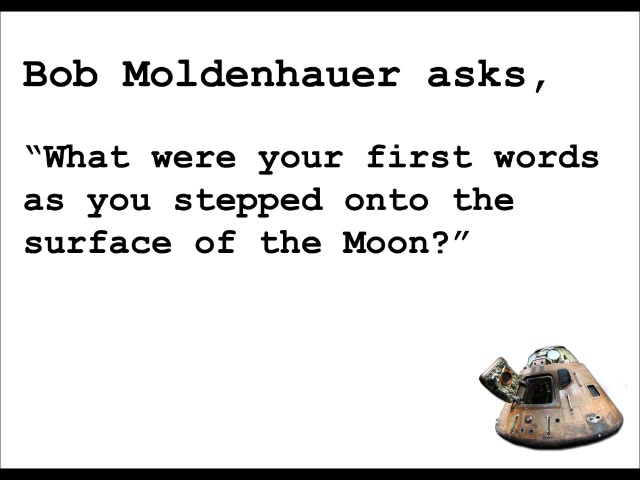 Bob Moldenhauer asks,
“What were your first words
as you stepped onto the
surface of the Moon?”